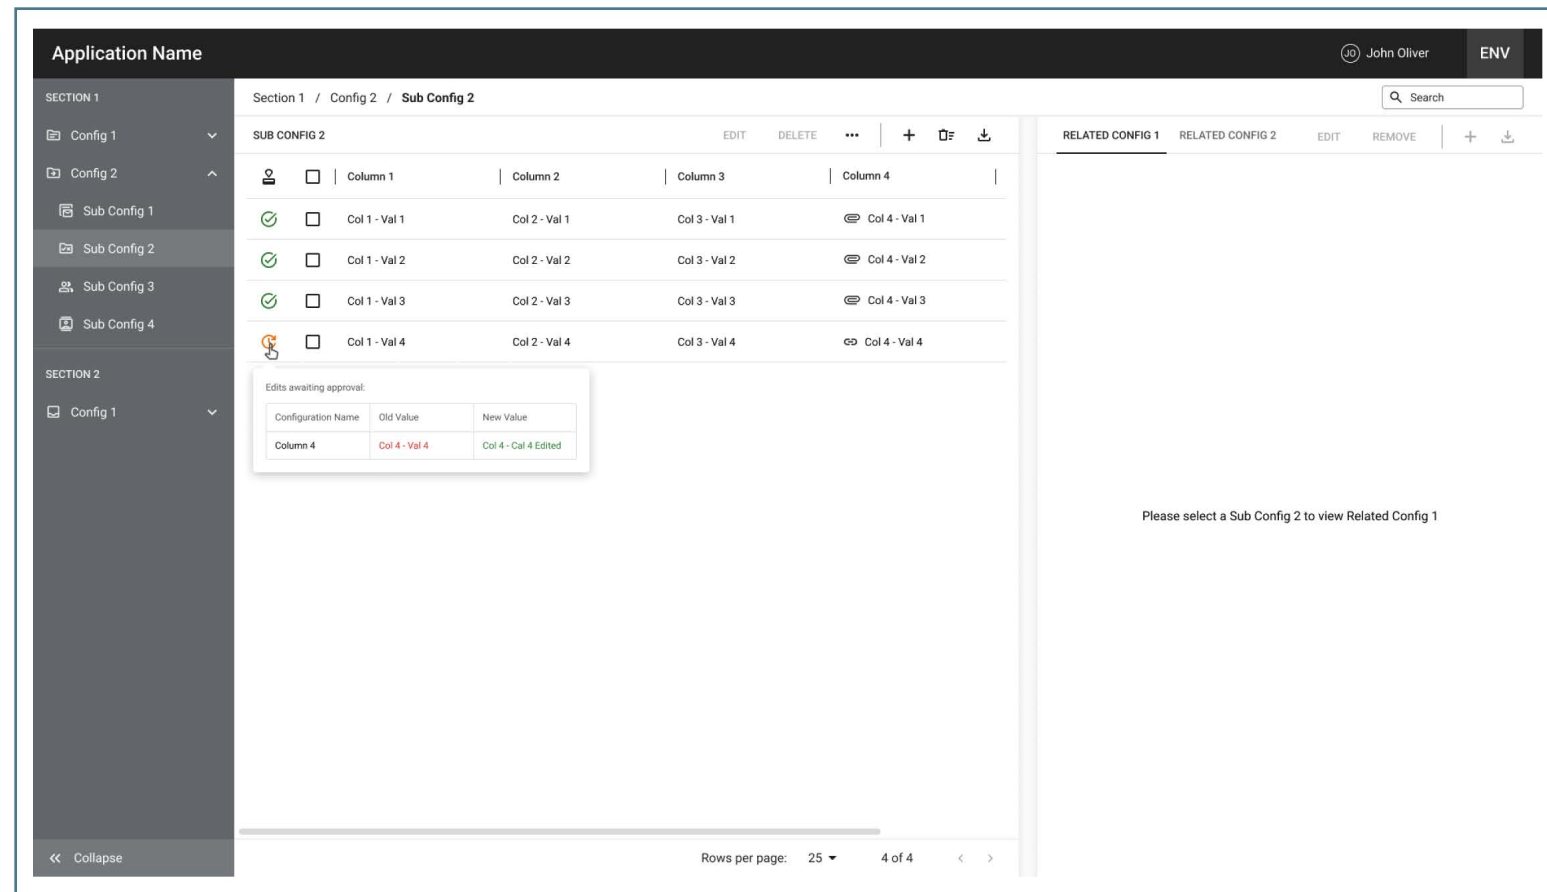 Application Name
JO John Oliver ENV
SECTION 1
Config 1
Config 2
Sub Config 1
Sub Config 2
Sub Config 3
Sub Config 4
SECTION 2
Config 1
Collapse
Section 1 / Config 2 / Sub Config 2
Search
SUB CONFIG 2 EDIT DELETE
Column 1 Column 2 Column 3 Column 4
Col 1 - Val 1 Col 2 - Val 1 Col 3 - Val 1 Col 4 - Val 1
Col 1 - Val 2 Col 2 - Val 2 Col 3 - Val 2 Col 4 - Val 2
Col 1 - Val 3 Col 2 - Val 3 Col 3 - Val 3 Col 4 - Val 3
Col 1 - Val 4 Col 2 - Val 4 Col 3 - Val 4 Col 4 - Val 4
Edits awaiting approval:
Configuration Name Old Value New Value
Column 4 Col 4 - Val 4 Col 4 - Cal 4 Edited
Rows per page: 25 4 of 4
RELATED CONFIG 1 RELATED CONFIG 2 EDIT REMOVE
Please select a Sub Config 2 to view Related Config 1